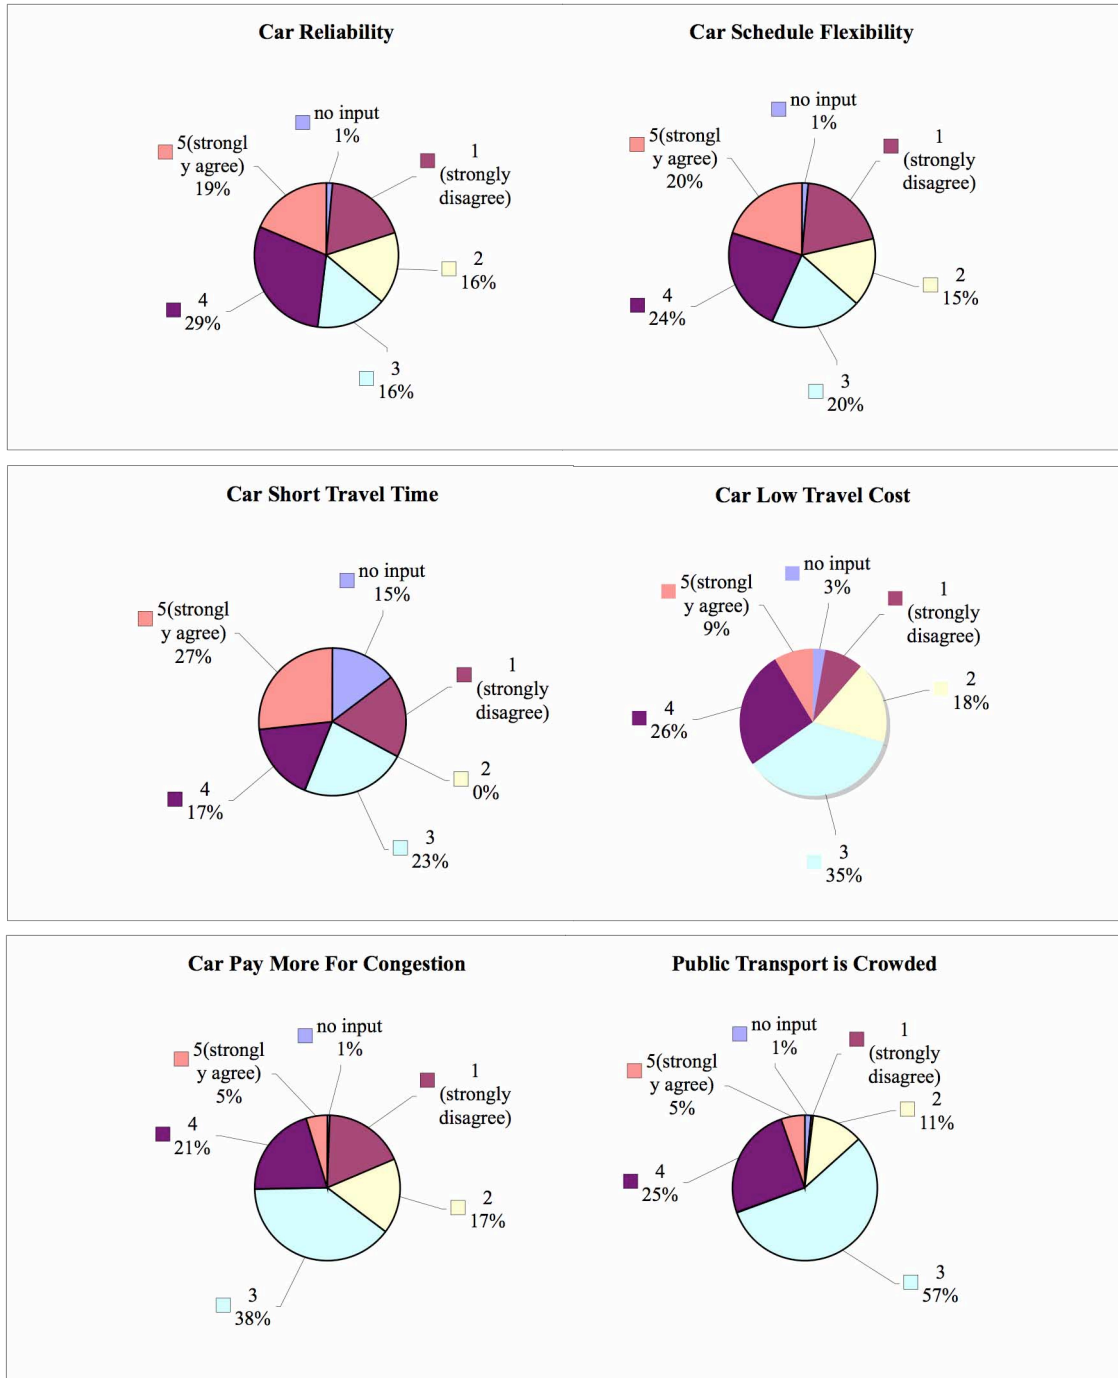 Car Reliability
no input
1%
5(strongl
y agree)
19%
1
(strongly
disagree)
2
16%
4
29%
3
16%
Car Schedule Flexibility
no input
1%
5(strongl
y agree)
20%
1
(strongly
disagree)
2
15%
4
24%
3
20%
Car Short Travel Time
no input
15%
5(strongl
y agree)
27%
1
(strongly
disagree)
2
0%
4
17%
3
23%
Car Low Travel Cost
no input
3%
5(strongl
y agree)
9%
1
(strongly
disagree)
2
18%
4
26%
3
35%
Car Pay More For Congestion
no input
1%
5(strongl
y agree)
5%
1
(strongly
disagree)
4
21%
2
17%
3
38%
Public Transport is Crowded
no input
1%
1
(strongly
disagree)
5(strongl
y agree)
5%
2
11%
4
25%
3
57%